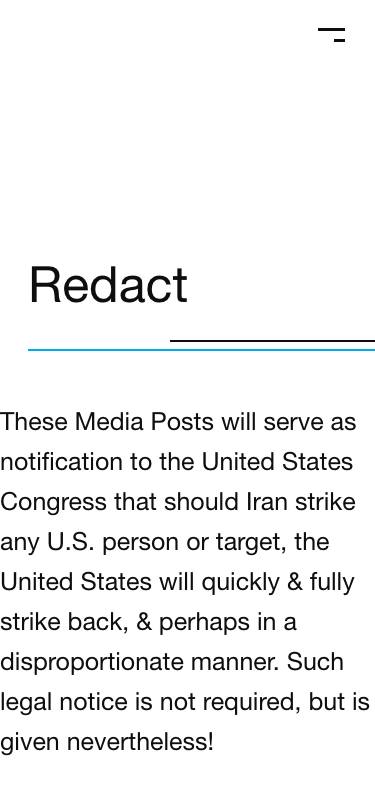 Redact
These Media Posts will serve as
notification to the United States
Congress that should Iran strike
any U.S. person or target, the
United States will quickly & fully
strike back, & perhaps in a
disproportionate manner. Such
legal notice is not required, but is
given nevertheless!